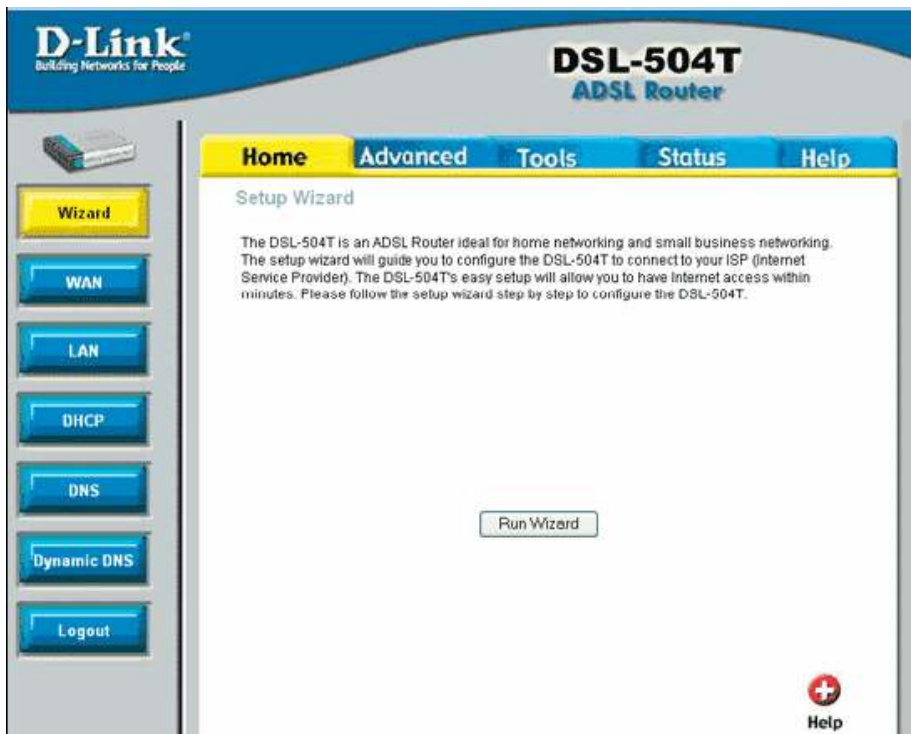 D-Link
Building Networks for People
DSL-504T
ADSL Router
Home
Advanced
Tools
Status
Help
Wizard
WAN
LAN
DHCP
DNS
Dynamic DNS
Logout
Setup Wizard
The DSL-504T is an ADSL Router ideal for home networking and small business networking.
The setup wizard will guide you to configure the DSL-504T to connect to your ISP (Internet
Service Provider). The DSL-504T's easy setup will allow you to have Internet access within
minutes. Please follow the setup wizard step by step to configure the DSL-504T.
Run Wizard
Help